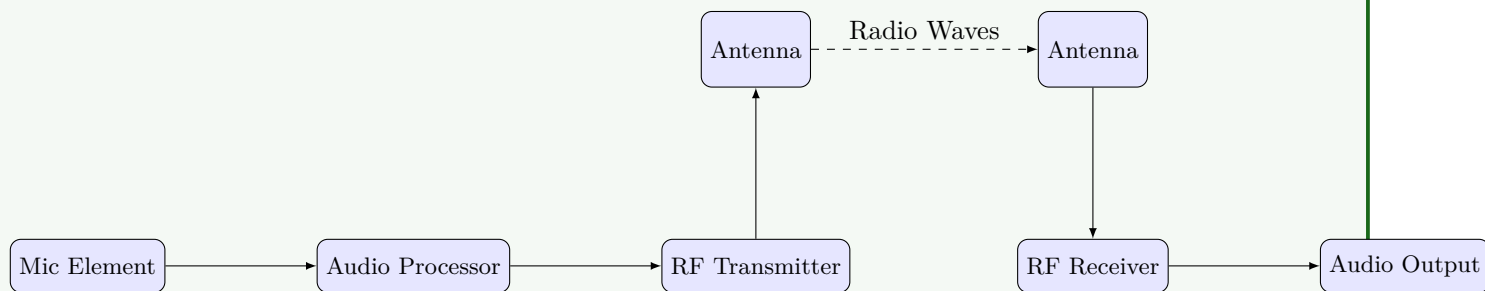 Antenna
Radio Waves
Antenna
Mic Element
Audio Processor
RF Transmitter
RF Receiver
Audio Output